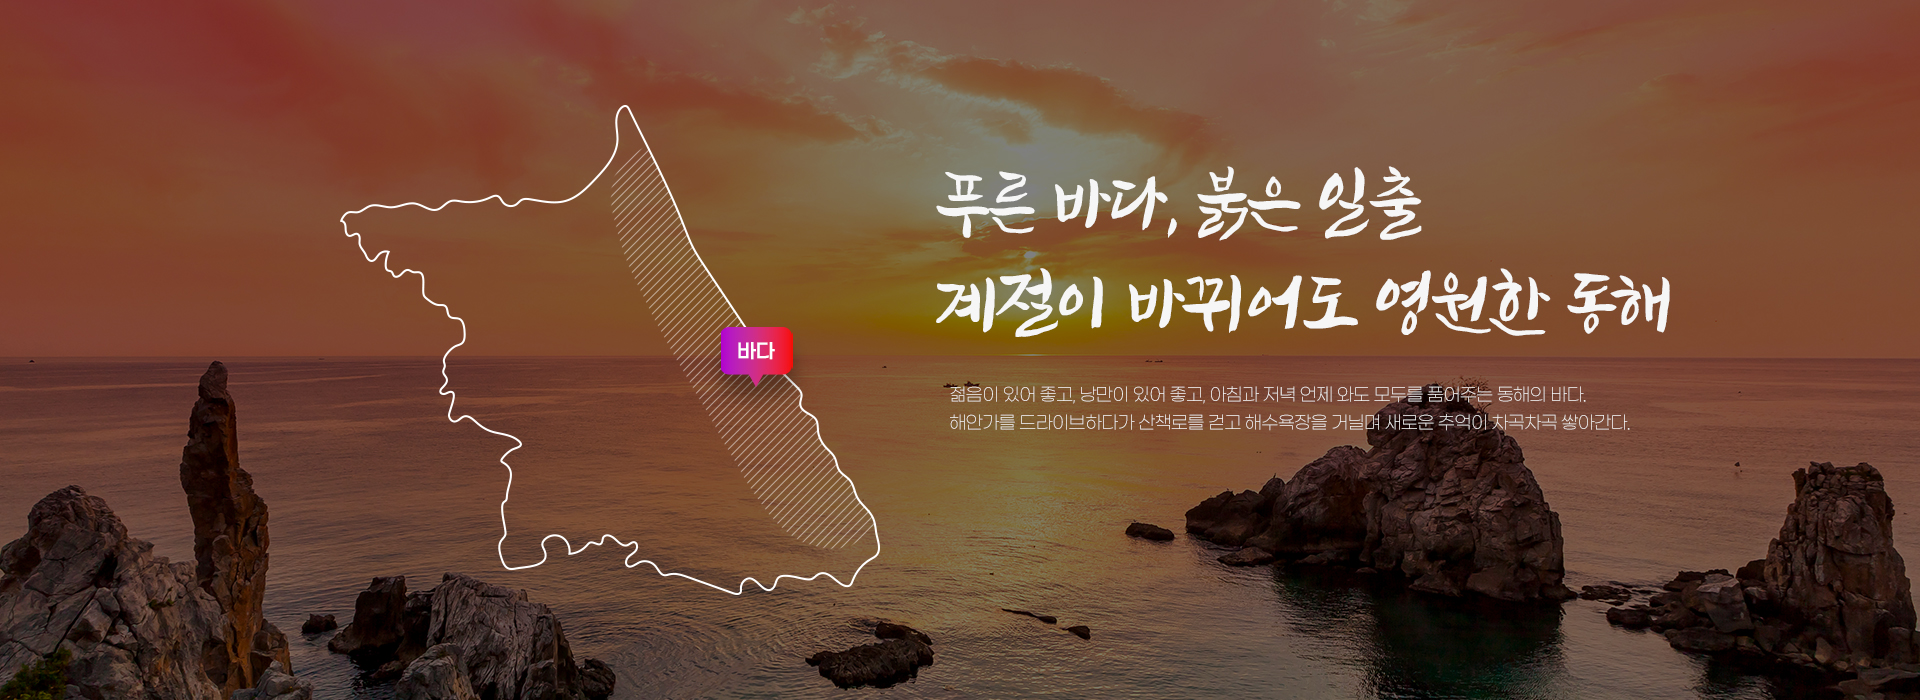 푸른 바다, 붉은 일출
계절이 바뀌어도 영원한 동해
바다
젊음이 있어 좋고, 낭만이 있어 좋고, 아침과 저녁 언제 와도 모두를 품어주는 동해의 바다.
해안가를 드라이브하다가 산책로를 걷고 해수욕장을 거닐며 새로운 추억이 차곡차곡 쌓아간다.